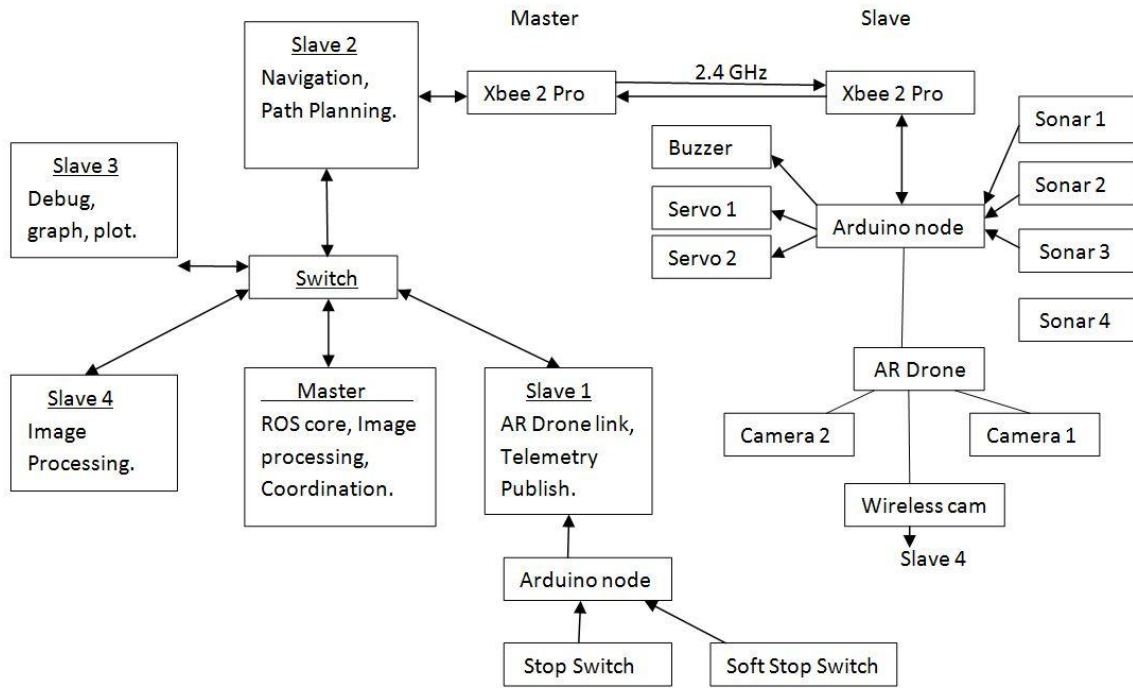 Master
Slave
Slave 2
Navigation,
Path Planning.
Xbee 2 Pro
2.4 GHz
Xbee 2 Pro
Sonar 1
Buzzer
Slave 3
Debug,
graph, plot.
Sonar 2
Servo 1
Arduino node
Servo 2
Sonar 3
Switch
Sonar 4
AR Drone
Slave 4
Image
Processing.
Master
ROS core, Image
processing,
Coordination.
Slave 1
AR Drone link,
Telemetry
Publish.
Camera 2
Camera 1
Wireless cam
Slave 4
Arduino node
Stop Switch
Soft Stop Switch